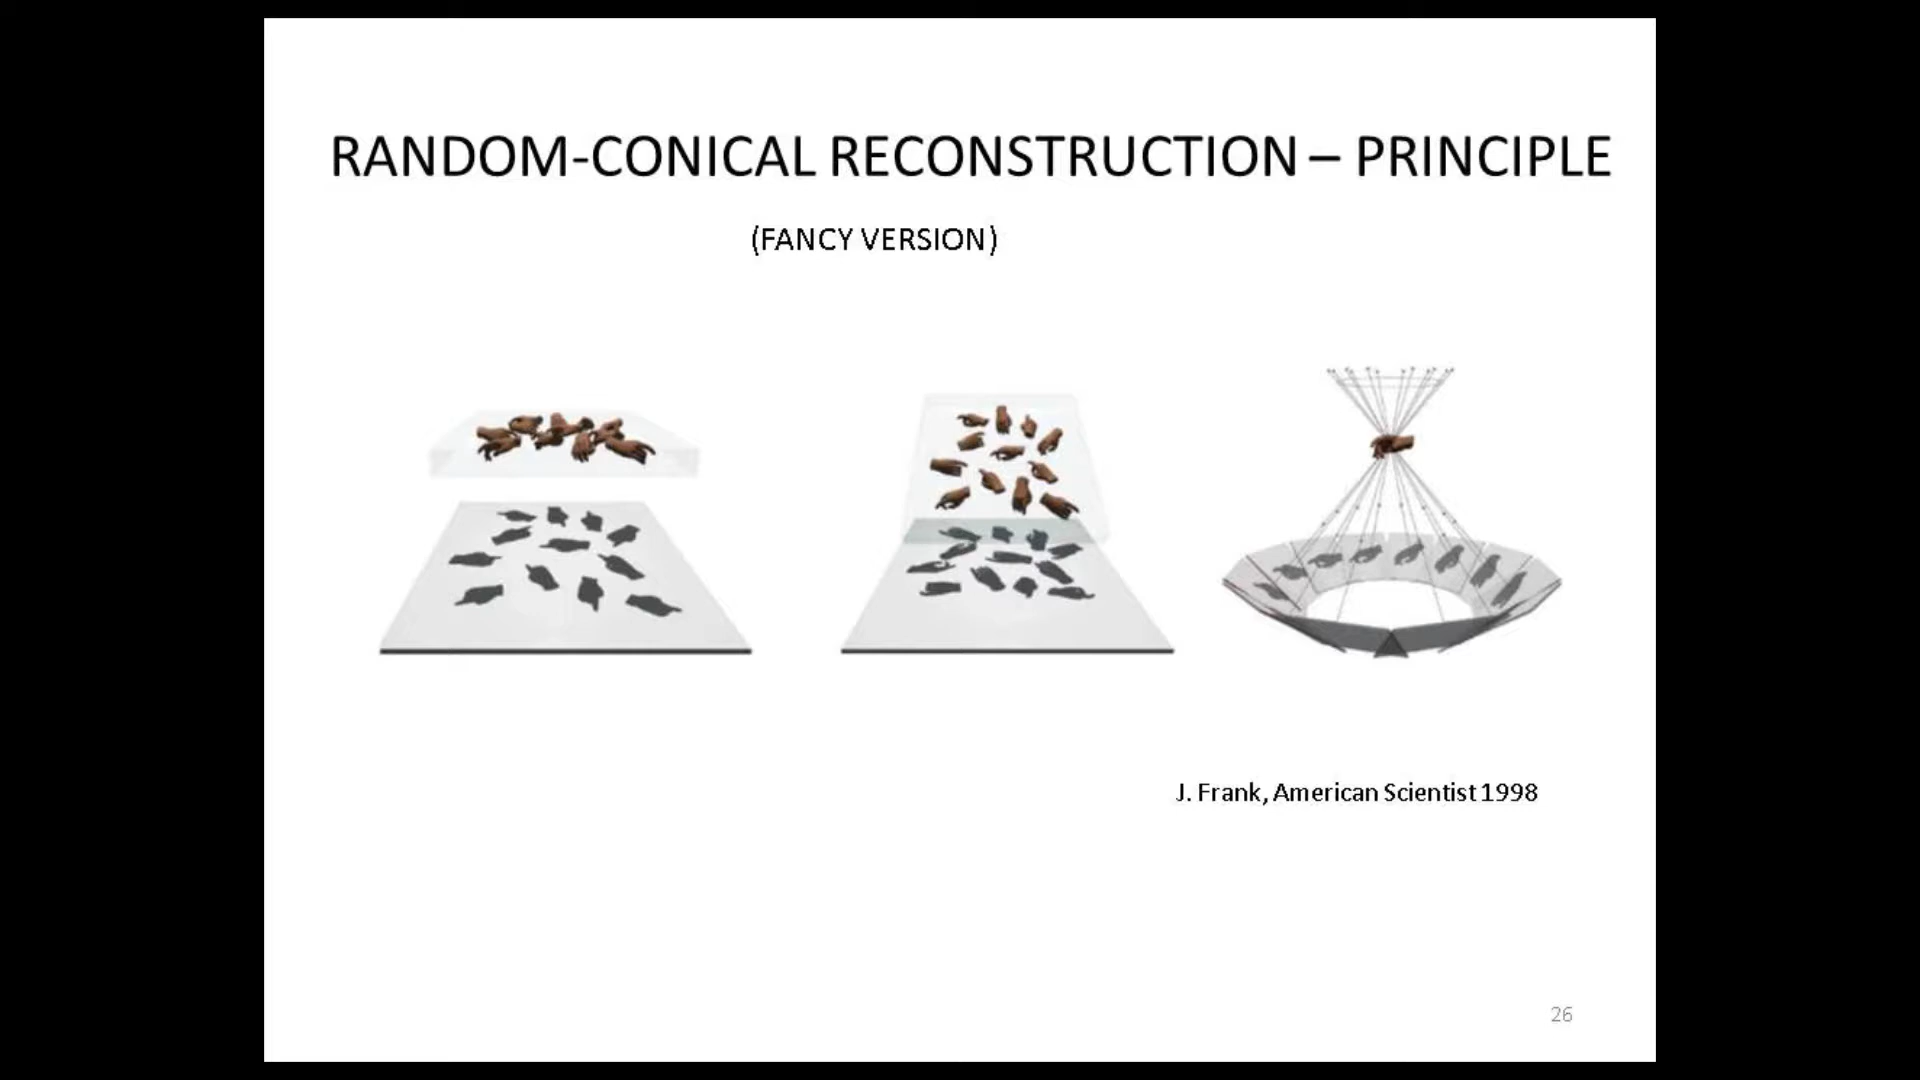 RANDOM-CONICAL RECONSTRUCTION – PRINCIPLE
(FANCY VERSION)
J. Frank, American Scientist 1998
26